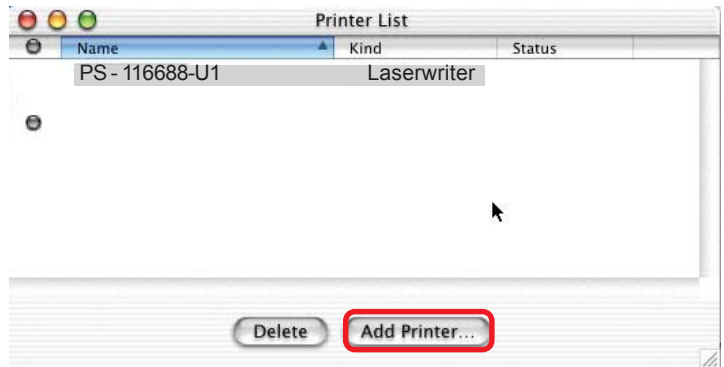 Printer List
Name Kind Status
PS - 116688-U1 Laserwriter
Delete Add Printer...